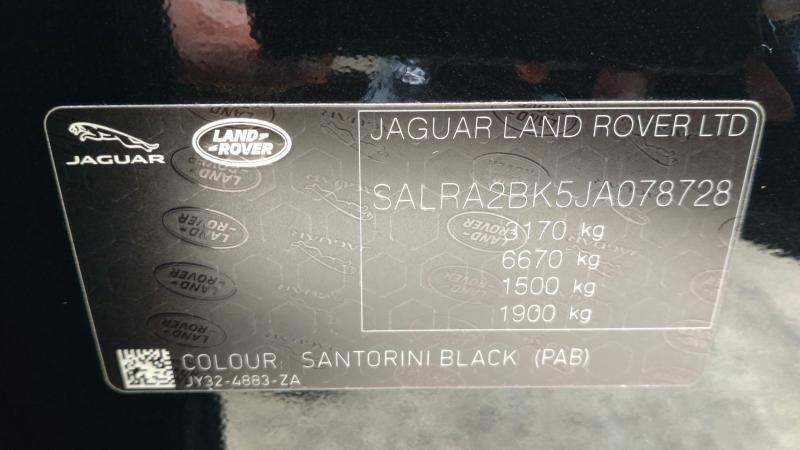 JAGUAR
LAND ROVER
JAGUAR LAND ROVER LTD
SALRA2BK5JA078728
3170 kg
6670 kg
1500 kg
1900 kg
COLOUR: SANTORINI BLACK (PAB)
JY32-4883-ZA